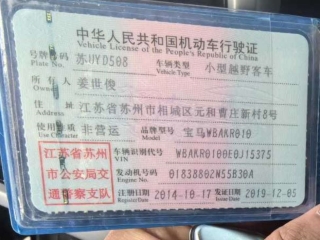 中华人民共和国机动车行驶证
Vehicle License of the People's Republic of China
号牌号码 苏UYD508 车辆类型 小型越野客车
Plate No. Vehicle Type
所有人 姜世俊
Owner
住址 江苏省苏州市相城区元和曹庄新村8号
Address
使用性质 非营运 品牌型号 宝马WBAKR010
Use Character Model
江苏省苏州 车辆识别代号 WBAKR0100E0J15375
VIN
市公安局交 发动机号码 01838802W55B30A
Engine No.
通警察支队 注册日期 2014-10-17 发证日期 2019-12-05
Register Date Issue Date